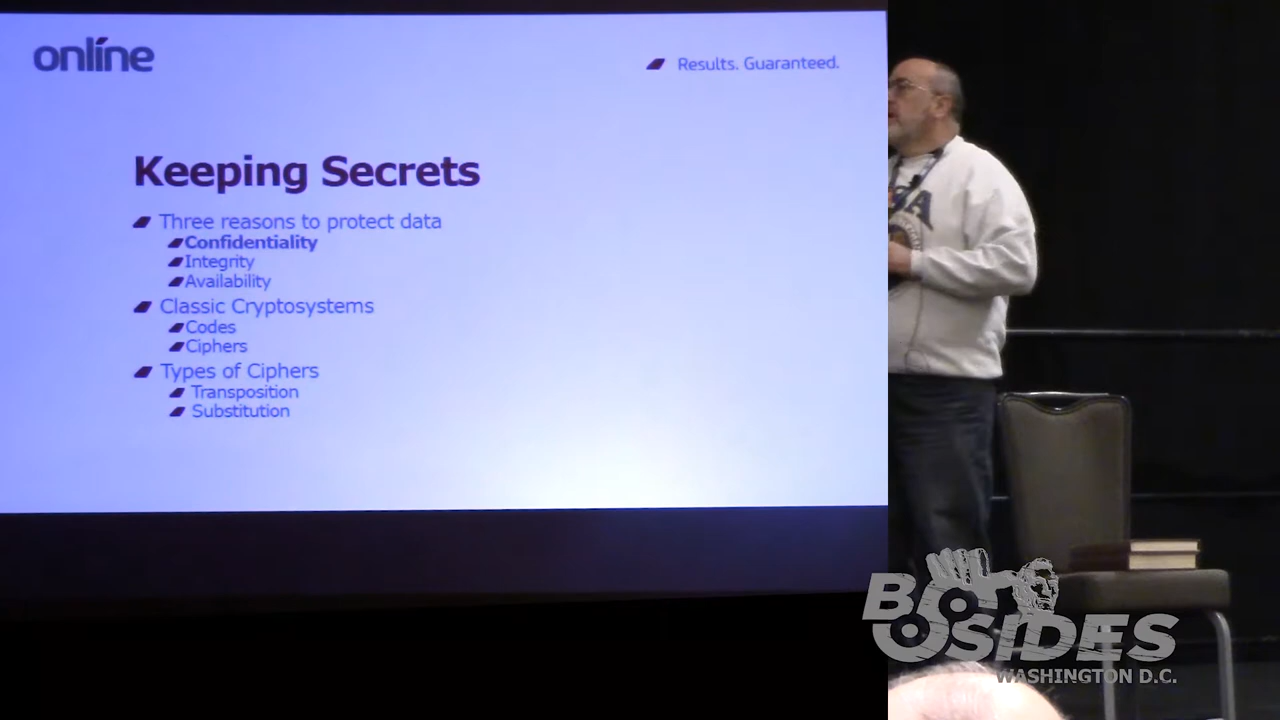 online
Results. Guaranteed.
Keeping Secrets
Three reasons to protect data
Confidentiality
Integrity
Availability
Classic Cryptosystems
Codes
Ciphers
Types of Ciphers
Transposition
Substitution
BSIDES
WASHINGTON D.C.